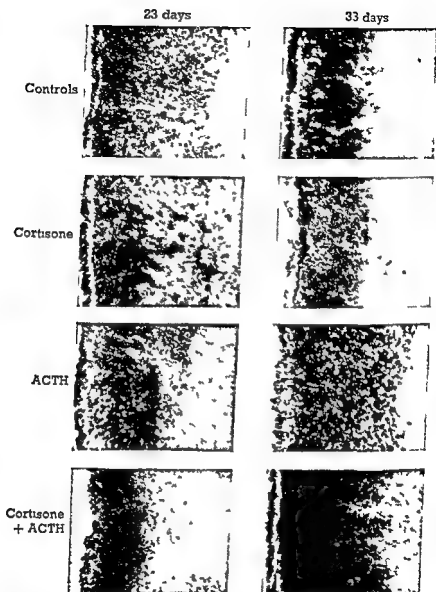 23 days 33 days
Controls
Cortisone
ACTH
Cortisone
+ ACTH